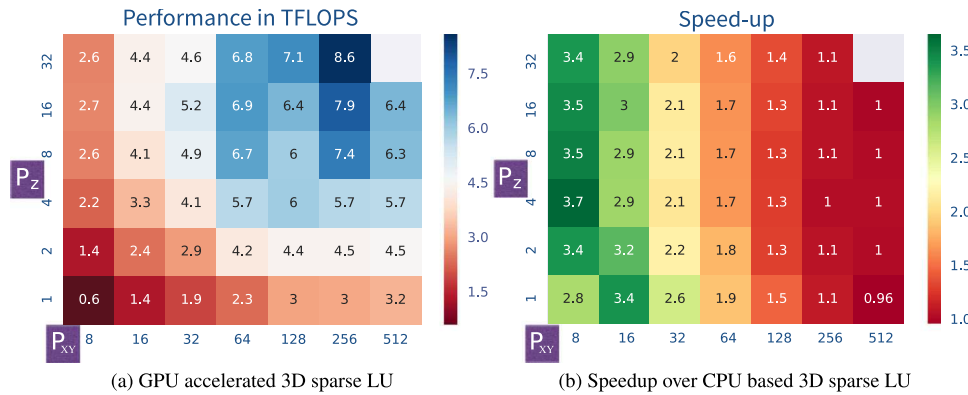 Performance in TFLOPS
32 2.6 4.4 4.6 6.8 7.1 8.6
16 2.7 4.4 5.2 6.9 6.4 7.9 6.4
8 2.6 4.1 4.9 6.7 6 7.4 6.3
4 2.2 3.3 4.1 5.7 6 5.7 5.7
2 1.4 2.4 2.9 4.2 4.4 4.5 4.5
1 0.6 1.4 1.9 2.3 3 3 3.2
PZ
PXY
8 16 32 64 128 256 512
7.5
6.0
4.5
3.0
1.5
(a) GPU accelerated 3D sparse LU
Speed-up
32 3.4 2.9 2 1.6 1.4 1.1
16 3.5 3 2.1 1.7 1.3 1.1 1
8 3.5 2.9 2.1 1.7 1.3 1.1 1
4 3.7 2.9 2.1 1.7 1.3 1 1
2 3.4 3.2 2.2 1.8 1.3 1.1 1
1 2.8 3.4 2.6 1.9 1.5 1.1 0.96
PZ
PXY
8 16 32 64 128 256 512
3.5
3.0
2.5
2.0
1.5
1.0
(b) Speedup over CPU based 3D sparse LU